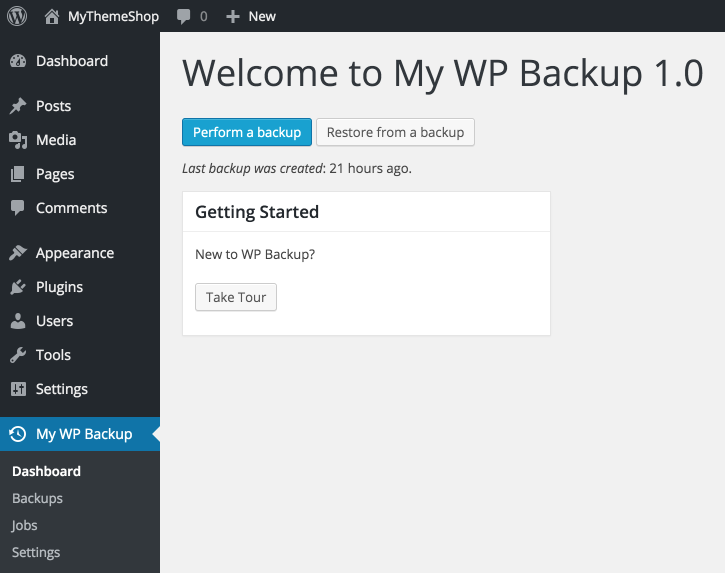 MyThemeShop 0 New
Dashboard
Posts
Media
Pages
Comments
Appearance
Plugins
Users
Tools
Settings
My WP Backup
Dashboard
Backups
Jobs
Settings
Welcome to My WP Backup 1.0
Perform a backup Restore from a backup
Last backup was created: 21 hours ago.
Getting Started
New to WP Backup?
Take Tour